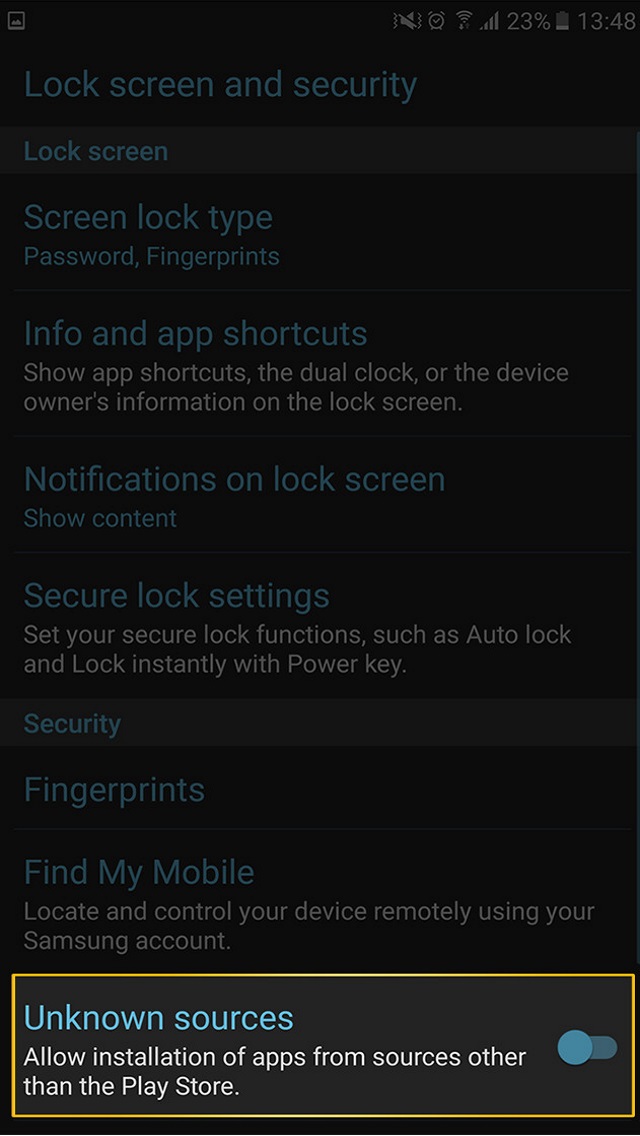 23% 13:48
Lock screen and security
Lock screen
Screen lock type
Password, Fingerprints
Info and app shortcuts
Show app shortcuts, the dual clock, or the device
owner's information on the lock screen.
Notifications on lock screen
Show content
Secure lock settings
Set your secure lock functions, such as Auto lock
and Lock instantly with Power key.
Security
Fingerprints
Find My Mobile
Locate and control your device remotely using your
Samsung account.
Unknown sources
Allow installation of apps from sources other
than the Play Store.